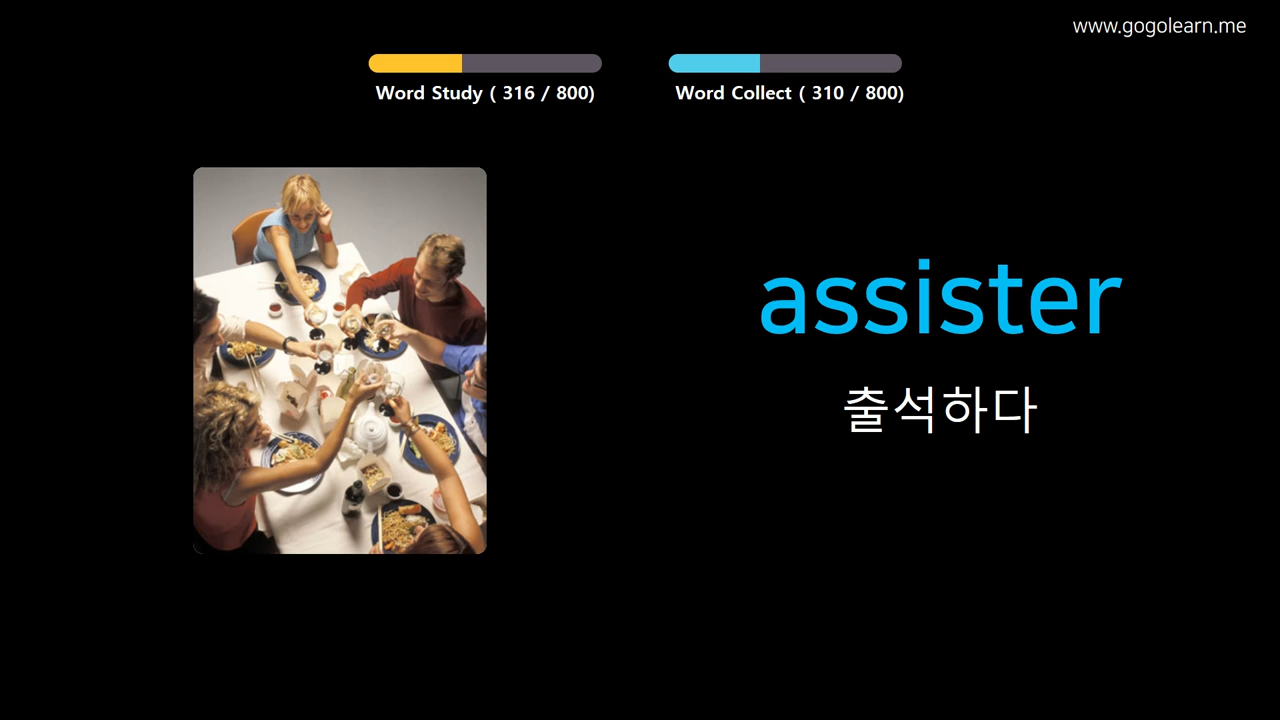 www.gogolearn.me
Word Study ( 316 / 800)
Word Collect ( 310 / 800)
assister
출석하다